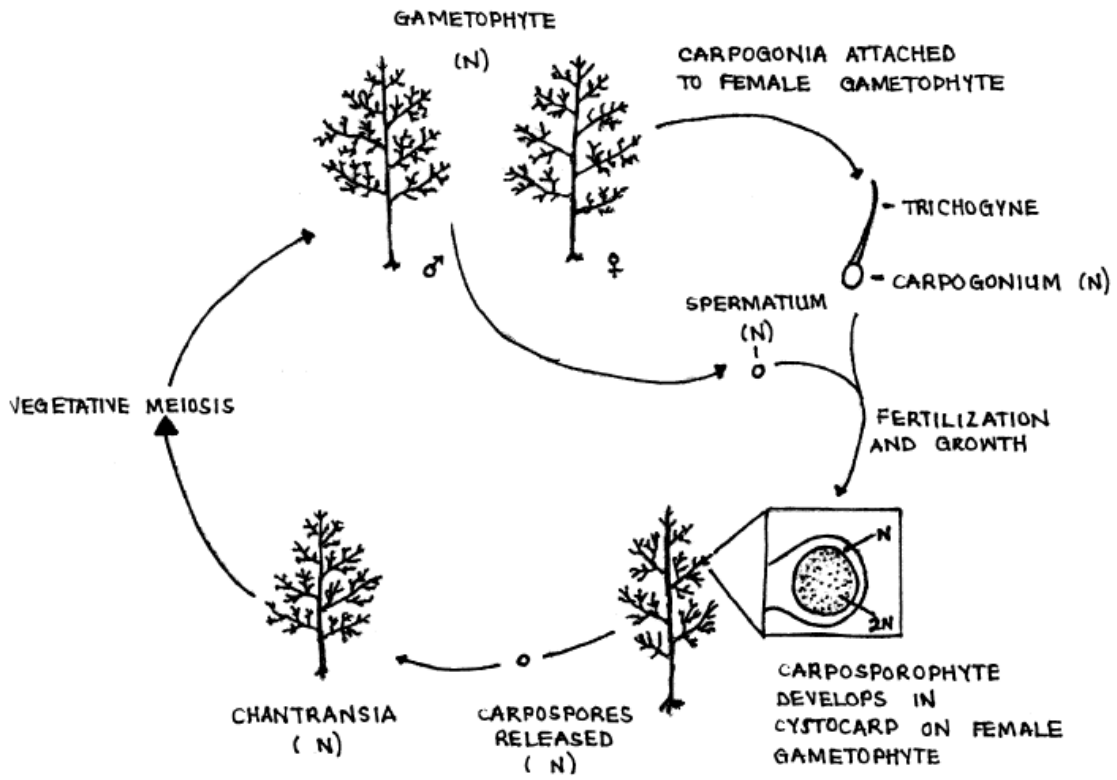 GAMETOPHYTE
(N)
CARPOGONIA ATTACHED
TO FEMALE GAMETOPHYTE
♂
♀
- TRICHOGYNE
- CARPOGONIUM (N)
SPERMATIUM
(N)
VEGETATIVE MEIOSIS
FERTILIZATION
AND GROWTH
N
2N
CHANTRANSIA
( N)
CARPOSPORES
RELEASED
( N)
CARPOSPOROPHYTE
DEVELOPS IN
CYSTOCARP ON FEMALE
GAMETOPHYTE